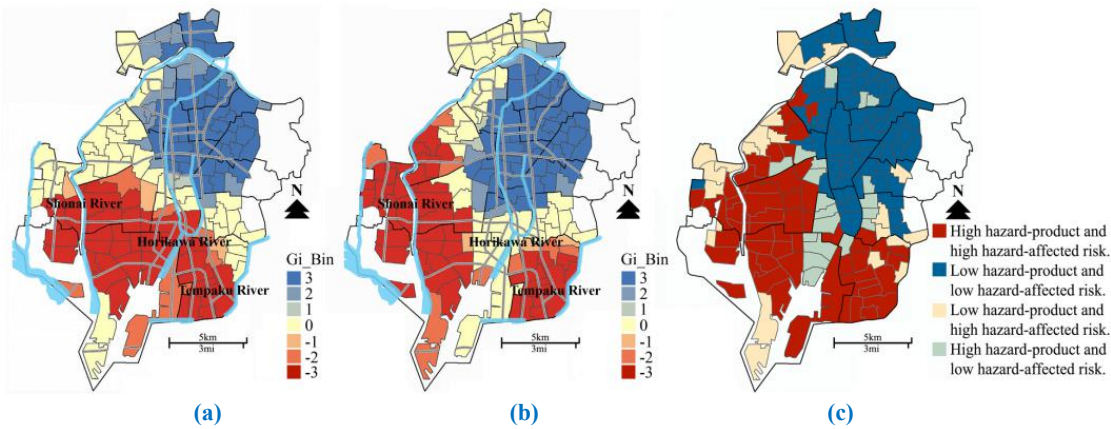 Shonai River
Horikawa River
Tempaku River
N
Gi_Bin
3
2
1
0
-1
-2
-3
5km
3mi
(a)
Shonai River
Horikawa River
Tempaku River
N
Gi_Bin
3
2
1
0
-1
-2
-3
5km
3mi
(b)
N
High hazard-product and
high hazard-affected risk.
Low hazard-product and
low hazard-affected risk.
Low hazard-product and
high hazard-affected risk.
High hazard-product and
low hazard-affected risk.
5km
3mi
(c)